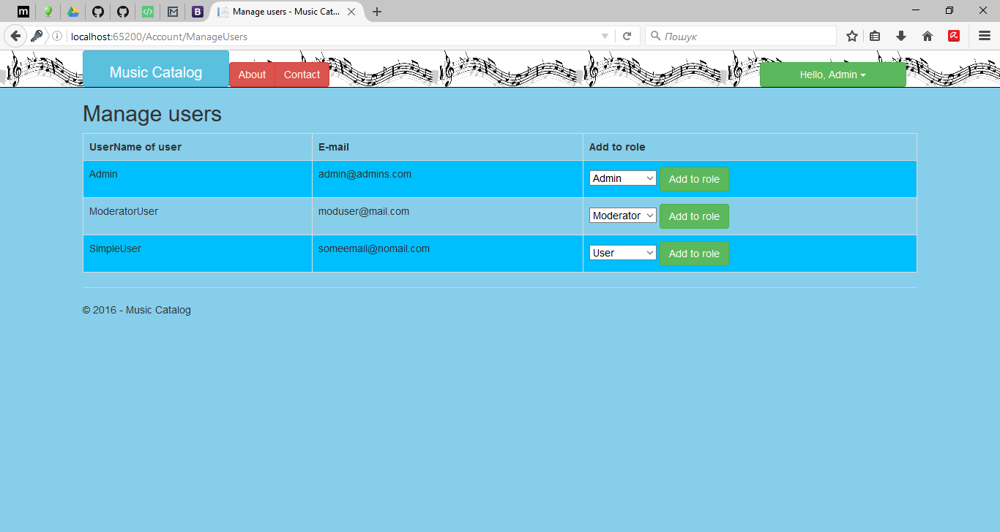 Manage users - Music Cat...
localhost:65200/Account/ManageUsers
Пошук
Music Catalog
About
Contact
Hello, Admin
Manage users
UserName of user E-mail Add to role
Admin admin@admins.com Admin Add to role
ModeratorUser moduser@mail.com Moderator Add to role
SimpleUser someemail@nomail.com User Add to role
© 2016 - Music Catalog